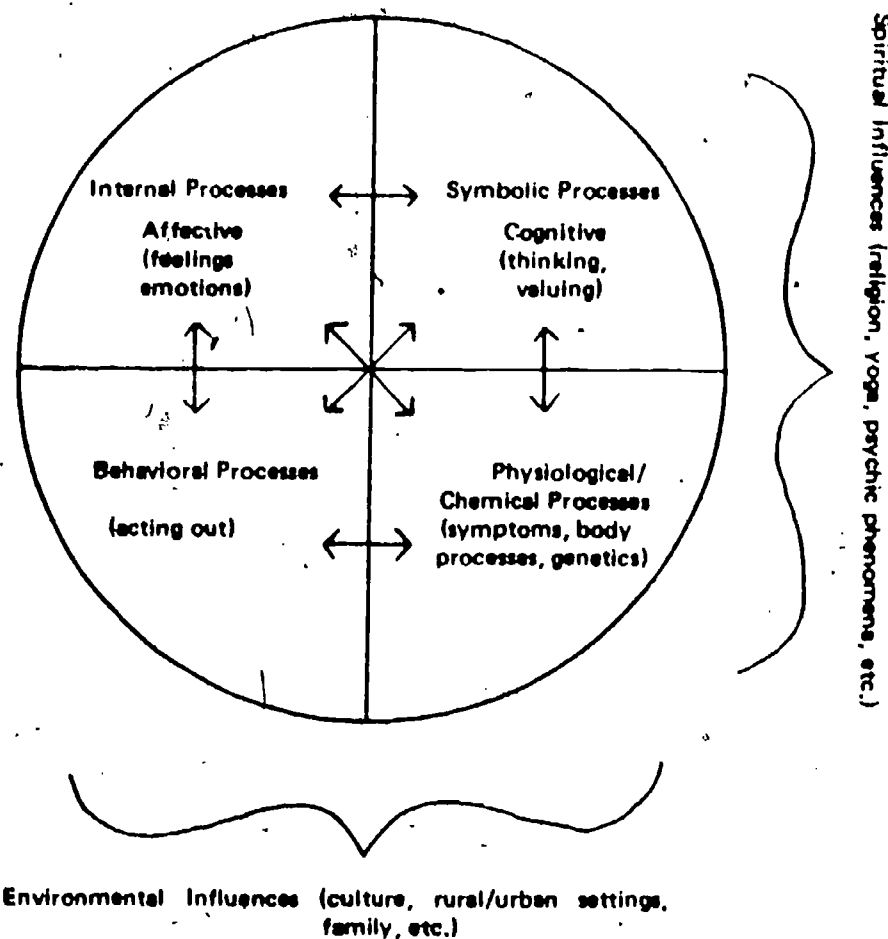 Internal Processes
Affective
(feelings
emotions)
Symbolic Processes
Cognitive
(thinking,
valuing)
Behavioral Processes
(acting out)
Physiological/
Chemical Processes
(symptoms, body
processes, genetics)
Spiritual Influences (religion, yoga, psychic phenomena, etc.)
Environmental Influences (culture, rural/urban settings,
family, etc.)